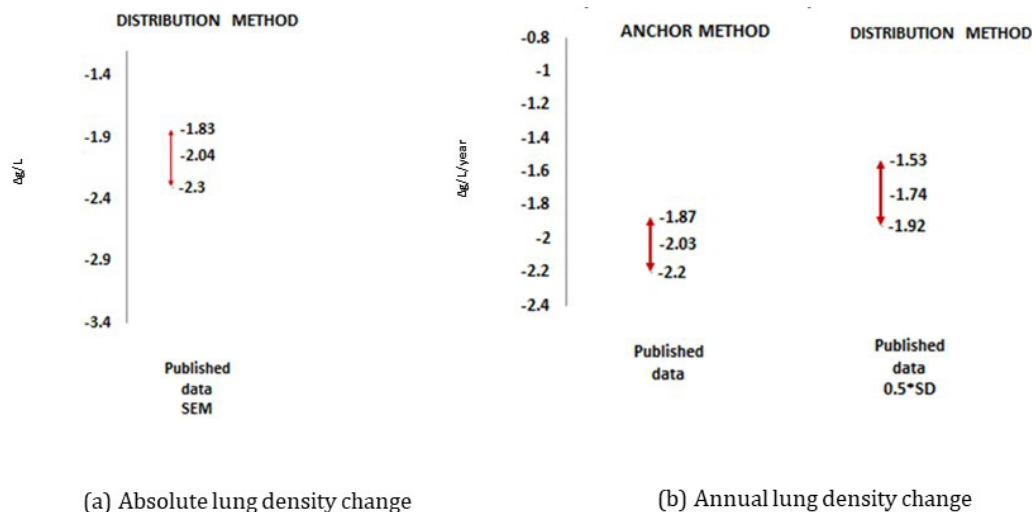 DISTRIBUTION METHOD
Δg/L
-1.4
-1.9
-2.4
-2.9
-3.4
-1.83
-2.04
-2.3
Published
data
SEM
(a) Absolute lung density change
ANCHOR METHOD
DISTRIBUTION METHOD
Δg/L/year
-0.8
-1
-1.2
-1.4
-1.6
-1.8
-2
-2.2
-2.4
-1.87
-2.03
-2.2
-1.53
-1.74
-1.92
Published
data
Published
data
0.5*SD
(b) Annual lung density change